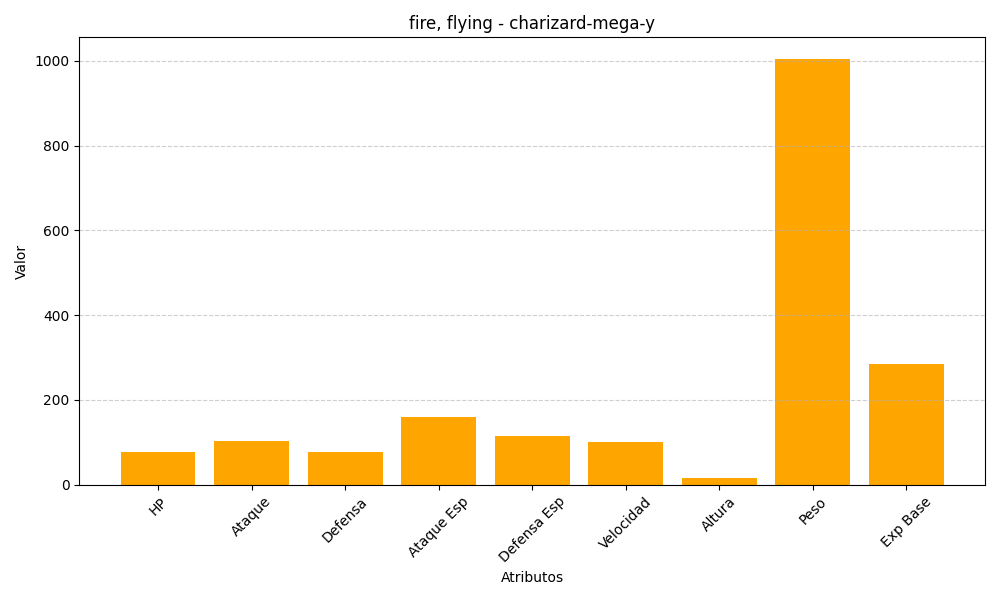 fire, flying - charizard-mega-y
1000
800
600
400
200
0
Valor
HP
Ataque
Defensa
Ataque Esp
Defensa Esp
Velocidad
Altura
Peso
Exp Base
Atributos